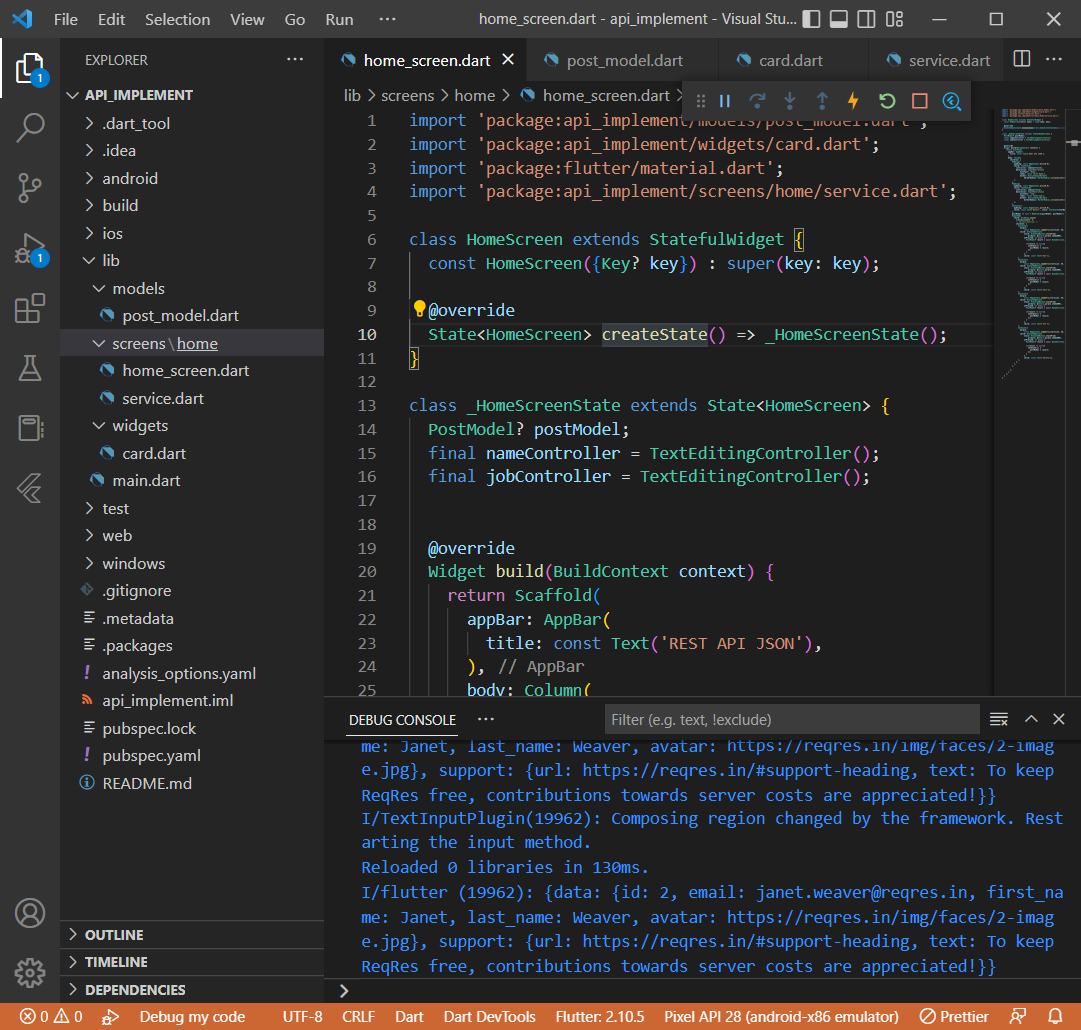 File Edit Selection View Go Run ··· home_screen.dart - api_implement - Visual Stu...
EXPLORER ···
API_IMPLEMENT
.dart_tool
.idea
android
build
ios
lib
models
post_model.dart
screens\home
home_screen.dart
service.dart
widgets
card.dart
main.dart
test
web
windows
.gitignore
.metadata
.packages
! analysis_options.yaml
api_implement.iml
pubspec.lock
! pubspec.yaml
README.md
OUTLINE
TIMELINE
DEPENDENCIES
1
1
home_screen.dart post_model.dart card.dart service.dart ···
lib > screens > home > home_screen.dart >
1 import 'package:api_implement/models/post_model.dart';
2 import 'package:api_implement/widgets/card.dart';
3 import 'package:flutter/material.dart';
4 import 'package:api_implement/screens/home/service.dart';
5
6 class HomeScreen extends StatefulWidget {
7 const HomeScreen({Key? key}) : super(key: key);
8
9 @override
10 State<HomeScreen> createState() => _HomeScreenState();
11 }
12
13 class _HomeScreenState extends State<HomeScreen> {
14 PostModel? postModel;
15 final nameController = TextEditingController();
16 final jobController = TextEditingController();
17
18
19 @override
20 Widget build(BuildContext context) {
21 return Scaffold(
22 appBar: AppBar(
23 title: const Text('REST API JSON'),
24 ), // AppBar
25 body: Column(
DEBUG CONSOLE ··· Filter (e.g. text, !exclude)
me: Janet, last_name: Weaver, avatar: https://reqres.in/img/faces/2-imag
e.jpg}, support: {url: https://reqres.in/#support-heading, text: To keep
ReqRes free, contributions towards server costs are appreciated!}}
I/TextInputPlugin(19962): Composing region changed by the framework. Rest
arting the input method.
Reloaded 0 libraries in 130ms.
I/flutter (19962): {data: {id: 2, email: janet.weaver@reqres.in, first_na
me: Janet, last_name: Weaver, avatar: https://reqres.in/img/faces/2-imag
e.jpg}, support: {url: https://reqres.in/#support-heading, text: To keep
ReqRes free, contributions towards server costs are appreciated!}}
>
0 0 Debug my code UTF-8 CRLF Dart Dart DevTools Flutter: 2.10.5 Pixel API 28 (android-x86 emulator) Prettier